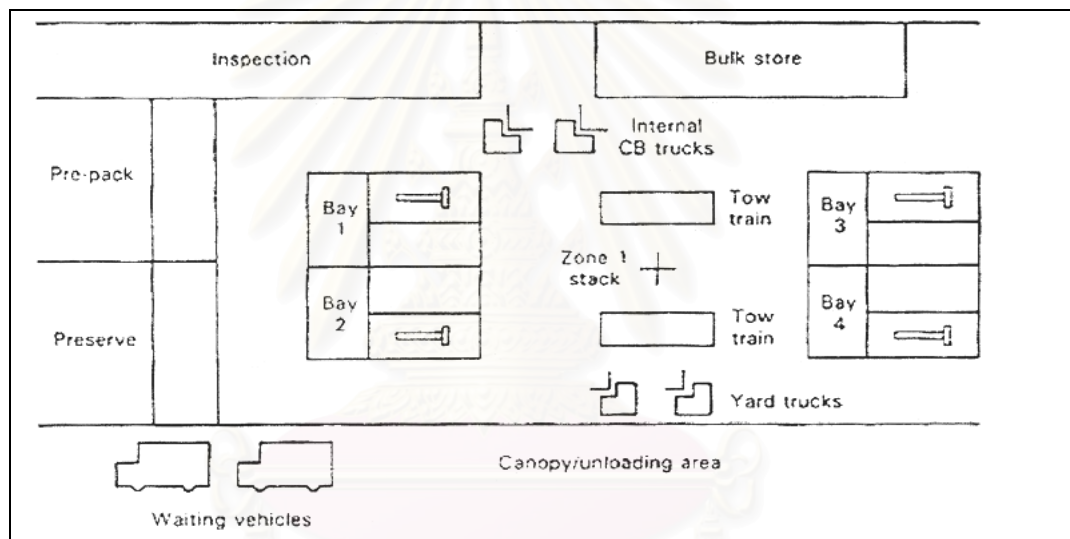 Inspection
Bulk store
Internal
CB trucks
Pre-pack
Bay
1
Tow
train
Bay
3
Zone 1
stack
Preserve
Bay
2
Tow
train
Bay
4
Yard trucks
Canopy/unloading area
Waiting vehicles